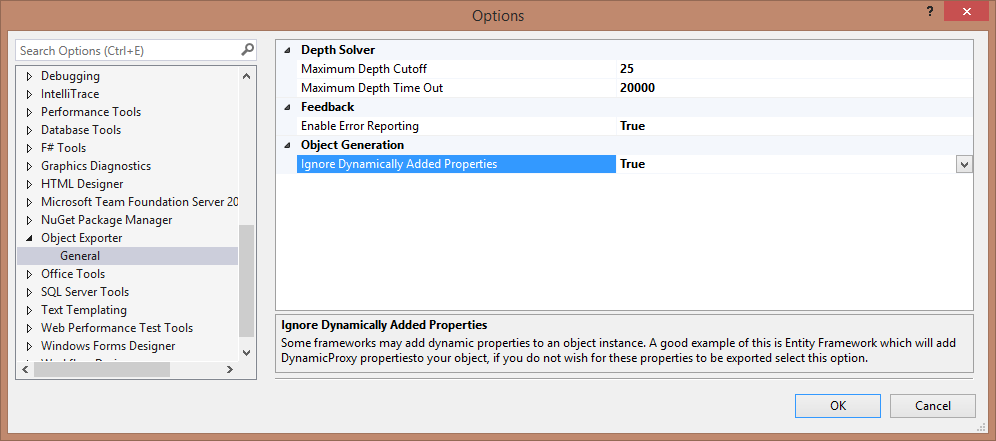 Options
?
Search Options (Ctrl+E)
Debugging
IntelliTrace
Performance Tools
Database Tools
F# Tools
Graphics Diagnostics
HTML Designer
Microsoft Team Foundation Server 20
NuGet Package Manager
Object Exporter
General
Office Tools
SQL Server Tools
Text Templating
Web Performance Test Tools
Windows Forms Designer
Depth Solver
Maximum Depth Cutoff 25
Maximum Depth Time Out 20000
Feedback
Enable Error Reporting True
Object Generation
Ignore Dynamically Added Properties True
Ignore Dynamically Added Properties
Some frameworks may add dynamic properties to an object instance. A good example of this is Entity Framework which will add
DynamicProxy propertiesto your object, if you do not wish for these properties to be exported select this option.
OK Cancel